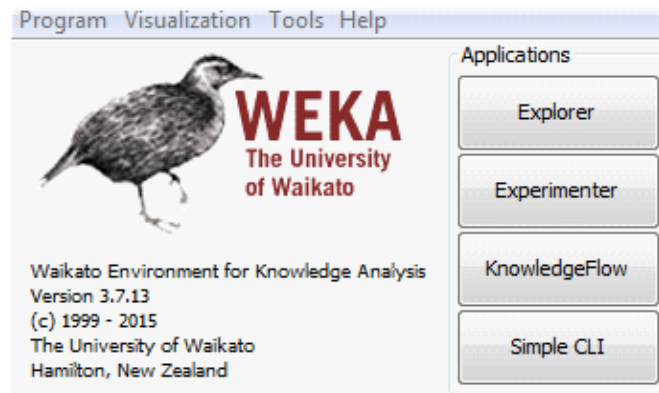 Program Visualization Tools Help
WEKA
The University
of Waikato
Waikato Environment for Knowledge Analysis
Version 3.7.13
(c) 1999 - 2015
The University of Waikato
Hamilton, New Zealand
Applications
Explorer
Experimenter
KnowledgeFlow
Simple CLI